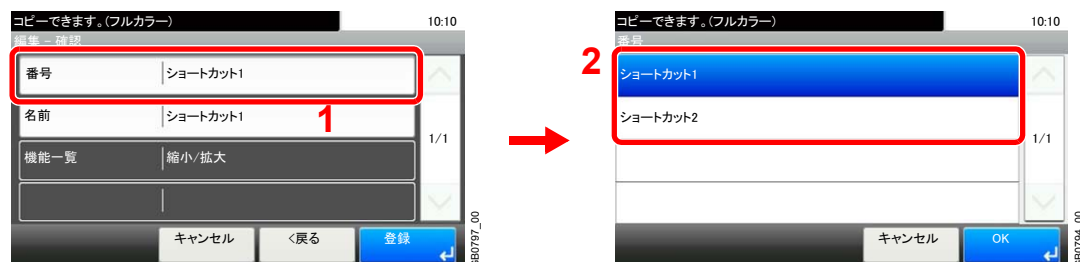 コピーできます。(フルカラー) 10:10
編集 – 確認
番号 ショートカット1
名前 ショートカット1
機能一覧 縮小/拡大
1/1
キャンセル <戻る 登録
1
コピーできます。(フルカラー) 10:10
番号
2
ショートカット1
ショートカット2
1/1
キャンセル OK